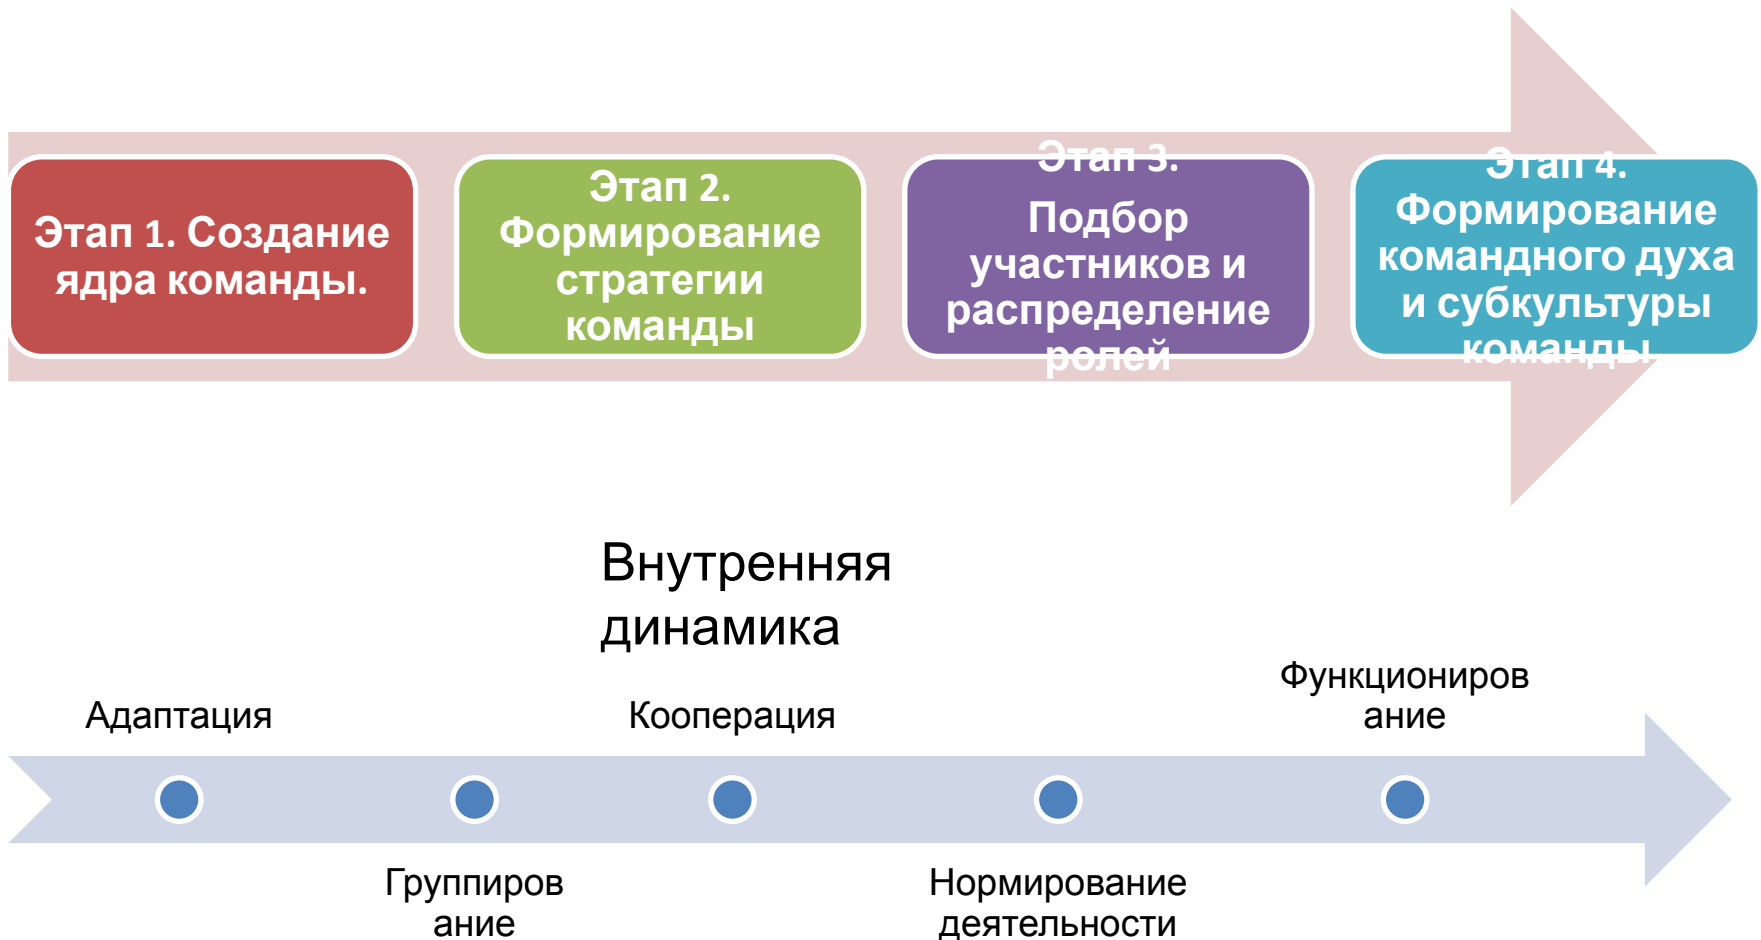 Этап 1. Создание
ядра команды.
Этап 2.
Формирование
стратегии
команды
Этап 3.
Подбор
участников и
распределение
ролей
Этап 4.
Формирование
командного духа
и субкультуры
команды
Внутренняя
динамика
Адаптация
Группиров
ание
Кооперация
Нормирование
деятельности
Функциониров
ание